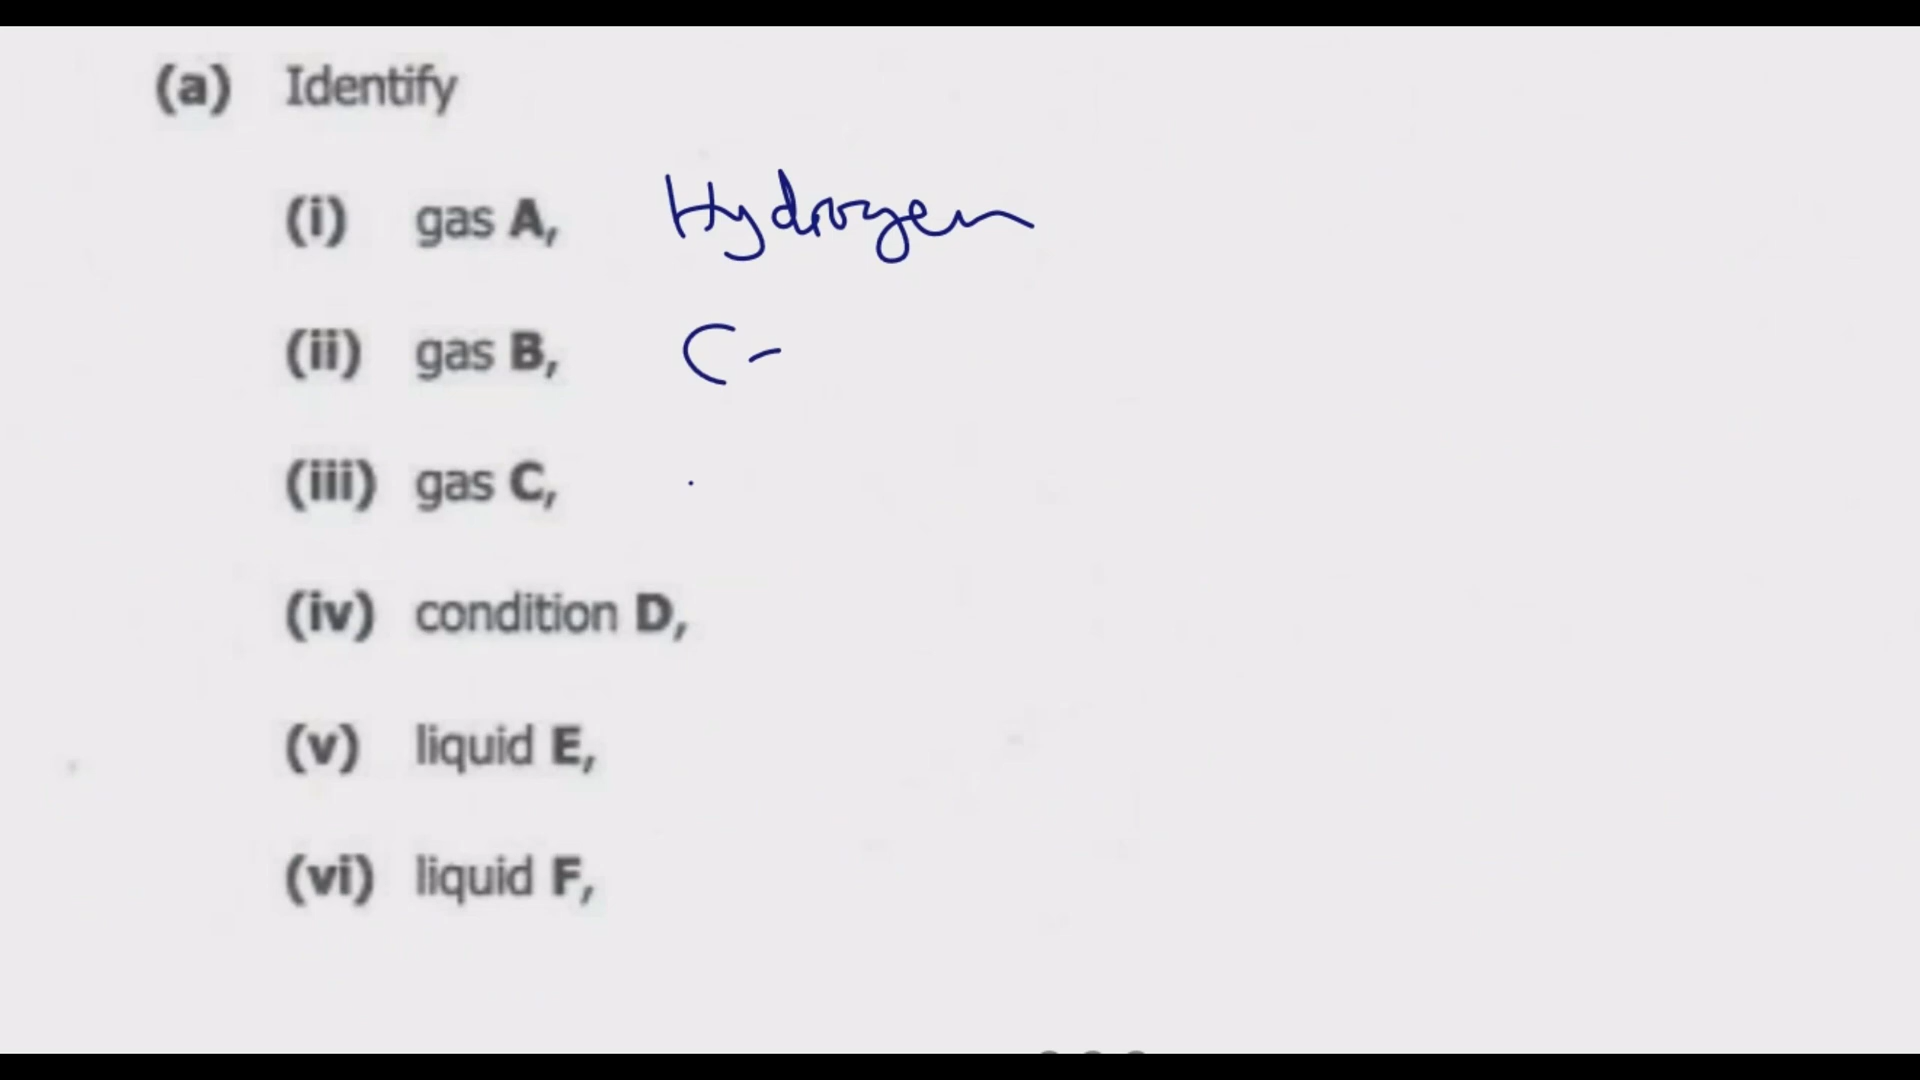 (a) Identify
(i) gas A, Hydrogen
(ii) gas B, C
(iii) gas C,
(iv) condition D,
(v) liquid E,
(vi) liquid F,